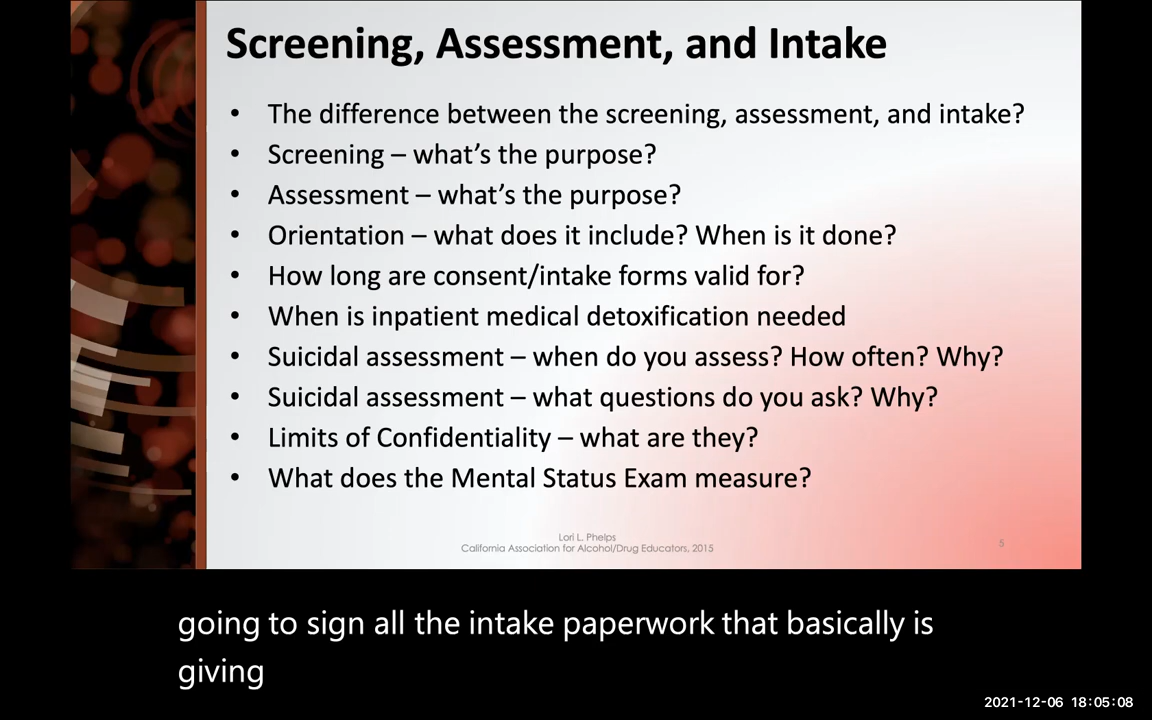 Screening, Assessment, and Intake
• The difference between the screening, assessment, and intake?
• Screening – what's the purpose?
• Assessment – what's the purpose?
• Orientation – what does it include? When is it done?
• How long are consent/intake forms valid for?
• When is inpatient medical detoxification needed
• Suicidal assessment – when do you assess? How often? Why?
• Suicidal assessment – what questions do you ask? Why?
• Limits of Confidentiality – what are they?
• What does the Mental Status Exam measure?
Lori L. Phelps
California Association for Alcohol/Drug Educators, 2015
5
going to sign all the intake paperwork that basically is
giving
2021-12-06 18:05:08